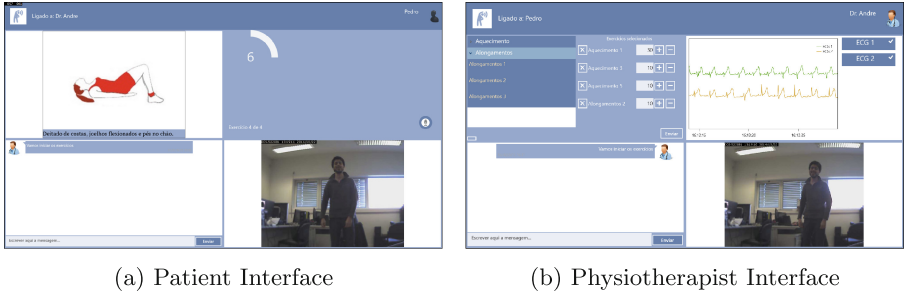 Ligado a: Dr. Andre
Pedro
6
Deitado de costas, joelhos flexionados e pés no chão.
Exercício 6 de 6
Vamos iniciar os exercícios
Escrever aqui a mensagem...
Enviar
(a) Patient Interface
Ligado a: Pedro
Dr. Andre
Aquecimento
Alongamentos
Alongamentos 1
Alongamentos 2
Alongamentos 3
Exercícios selecionados
Aquecimento 1
+ −
Aquecimento
10 + −
Aquecimento 1
10 + −
Alongamentos 2
10 + −
Enviar
ECG 1
ECG 2
Vamos iniciar os exercícios
Escrever aqui a mensagem...
Enviar
(b) Physiotherapist Interface